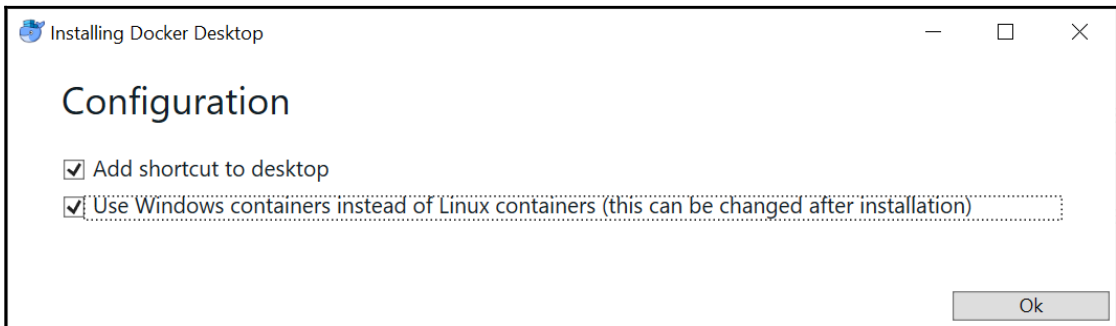 Installing Docker Desktop
Configuration
Add shortcut to desktop
Use Windows containers instead of Linux containers (this can be changed after installation)
Ok